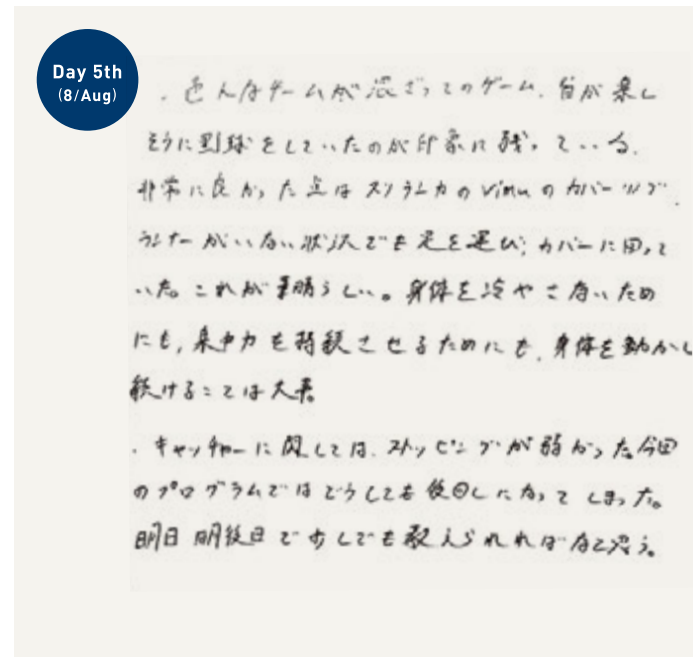 Day 5th
(8/Aug)
・色んなチームが混ざってのゲーム。皆が楽し
そうに野球をしていたのが印象に残っている。
非常に良かった点はスリランカの Vimu のカバーリング。
ランナーがいない状況でも足を運び、カバーに回って
いた。これが素晴らしい。身体を冷やさないため
にも、集中力を持続させるためにも、身体を動かし
続けることは大事。
・キャッチャーに関しては、ストッピングが弱かった。今回
のプログラムではどうしても後回しになってしまった。
明日 明後日で少しでも教えられればなと思う。